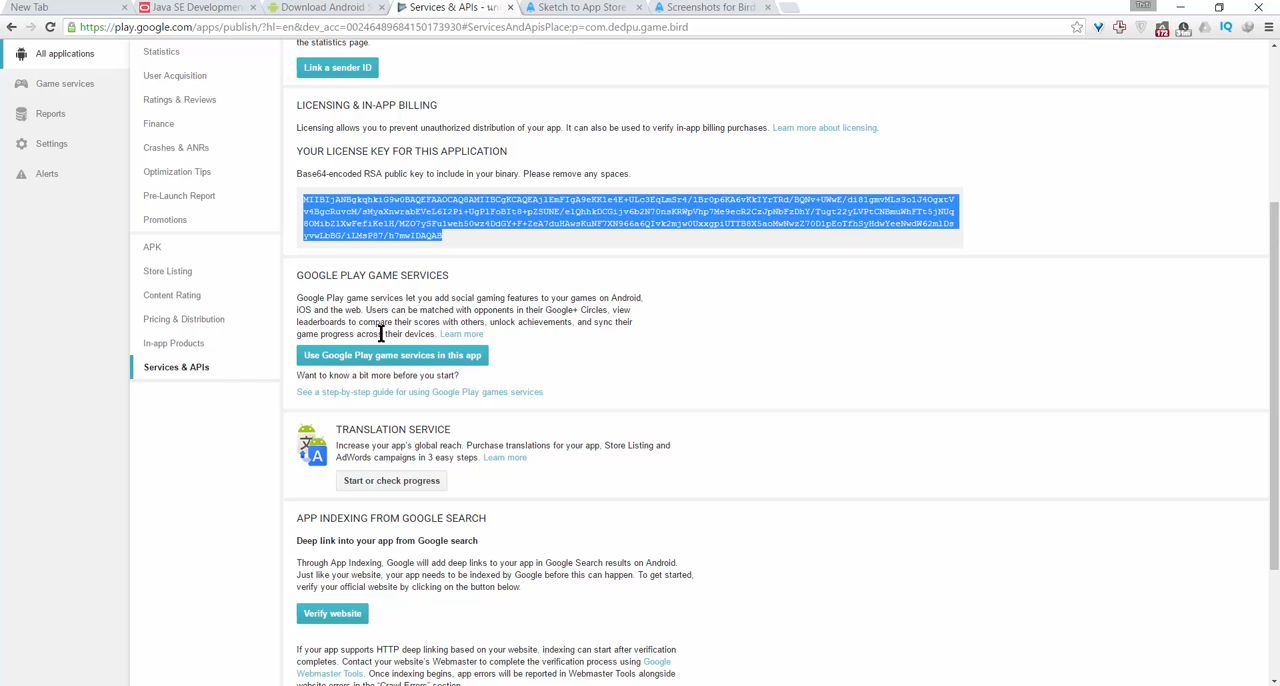 New Tab
Java SE Developmen
Download Android S
Services & APIs - แก
Sketch to App Store
Screenshots for Bird
Thiti
https://play.google.com/apps/publish/?hl=en&dev_acc=00246489684150173930#ServicesAndApisPlace:p=com.dedpu.game.bird
All applications
Game services
Reports
Settings
Alerts
Statistics
User Acquisition
Ratings & Reviews
Finance
Crashes & ANRs
Optimization Tips
Pre-Launch Report
Promotions
APK
Store Listing
Content Rating
Pricing & Distribution
In-app Products
Services & APIs
the statistics page.
Link a sender ID
LICENSING & IN-APP BILLING
Licensing allows you to prevent unauthorized distribution of your app. It can also be used to verify in-app billing purchases. Learn more about licensing.
YOUR LICENSE KEY FOR THIS APPLICATION
Base64-encoded RSA public key to include in your binary. Please remove any spaces.
GOOGLE PLAY GAME SERVICES
Google Play game services let you add social gaming features to your games on Android,
iOS and the web. Users can be matched with opponents in their Google+ Circles, view
leaderboards to compare their scores with others, unlock achievements, and sync their
game progress across their devices. Learn more
Use Google Play game services in this app
Want to know a bit more before you start?
See a step-by-step guide for using Google Play games services
TRANSLATION SERVICE
Increase your app's global reach. Purchase translations for your app, Store Listing and
AdWords campaigns in 3 easy steps. Learn more
Start or check progress
APP INDEXING FROM GOOGLE SEARCH
Deep link into your app from Google search
Through App Indexing, Google will add deep links to your app in Google Search results on Android.
Just like your website, your app needs to be indexed by Google before this can happen. To get started,
verify your official website by clicking on the button below.
Verify website
If your app supports HTTP deep linking based on your website, indexing can start after verification
completes. Contact your website's Webmaster to complete the verification process using Google
Webmaster Tools. Once indexing begins, app errors will be reported in Webmaster Tools alongside
website errors in the "Crawl Errors" section.